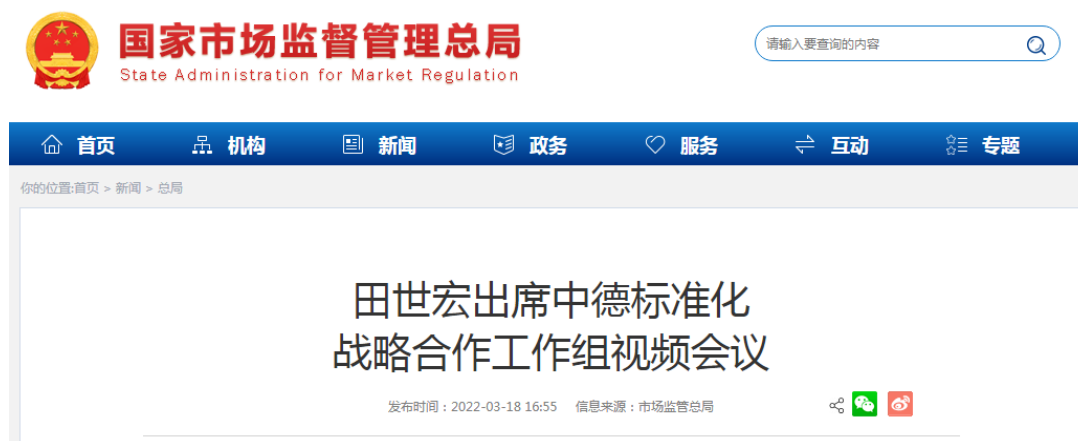 国家市场监督管理总局
State Administration for Market Regulation
请输入要查询的内容
首页 机构 新闻 政务 服务 互动 专题
你的位置:首页 > 新闻 > 总局
田世宏出席中德标准化
战略合作工作组视频会议
发布时间：2022-03-18 16:55 信息来源：市场监管总局